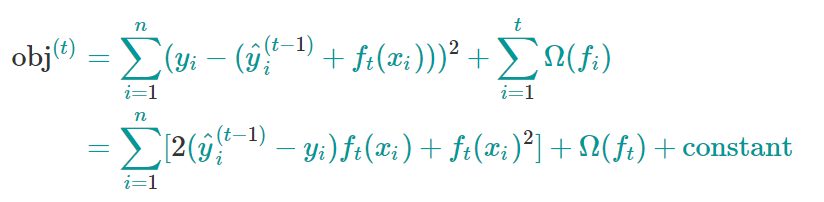 obj^{(t)} = \sum_{i=1}^{n} (y_i - (\hat{y}_i^{(t-1)} + f_t(x_i)))^2 + \sum_{i=1}^{t} \Omega(f_i)
= \sum_{i=1}^{n} [2(\hat{y}_i^{(t-1)} - y_i) f_t(x_i) + f_t(x_i)^2] + \Omega(f_t) + constant